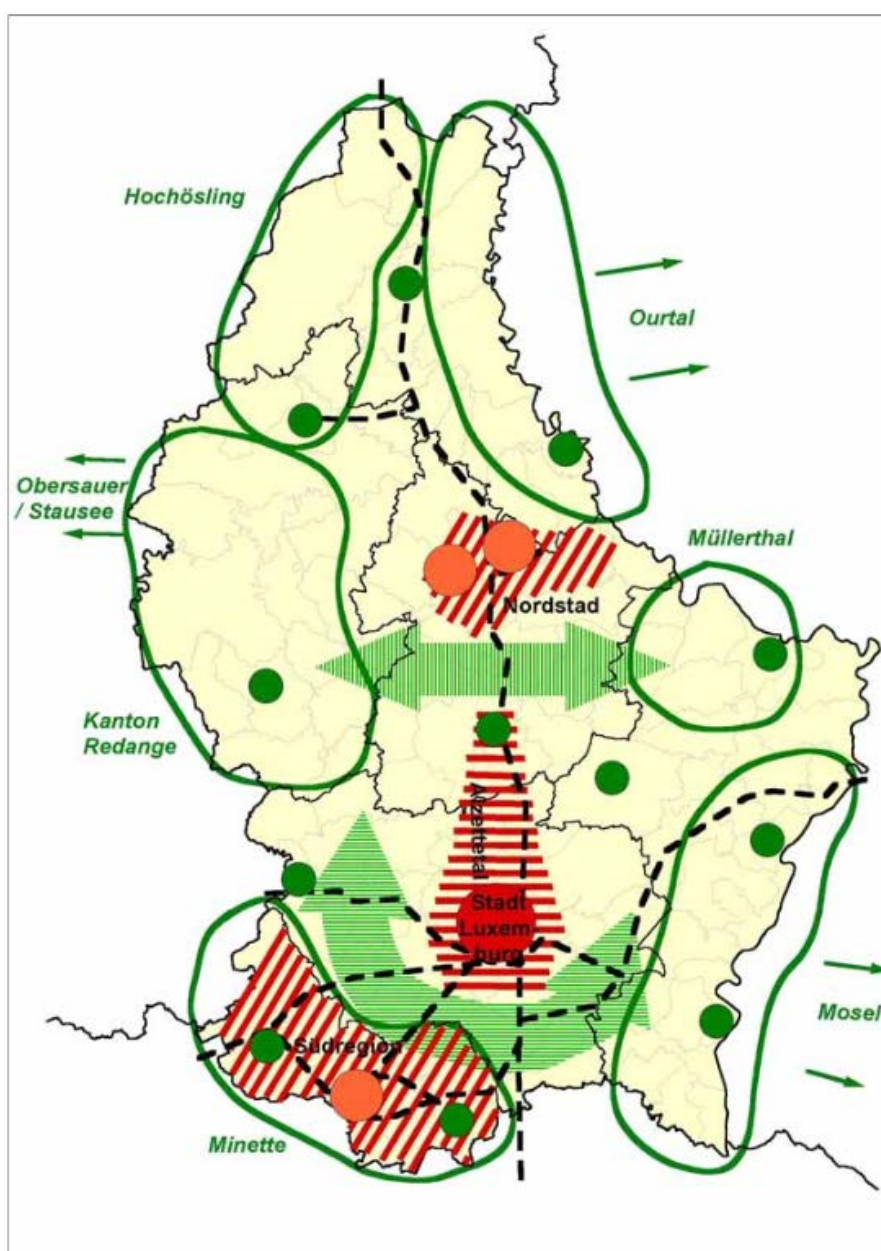 Hochösling
Ourtal
Obersauer
/ Stausee
Müllerthal
Nordstad
Kanton
Redange
Alzettetal
Stadt
Luxem-
burg
Mosel
Südregion
Minette